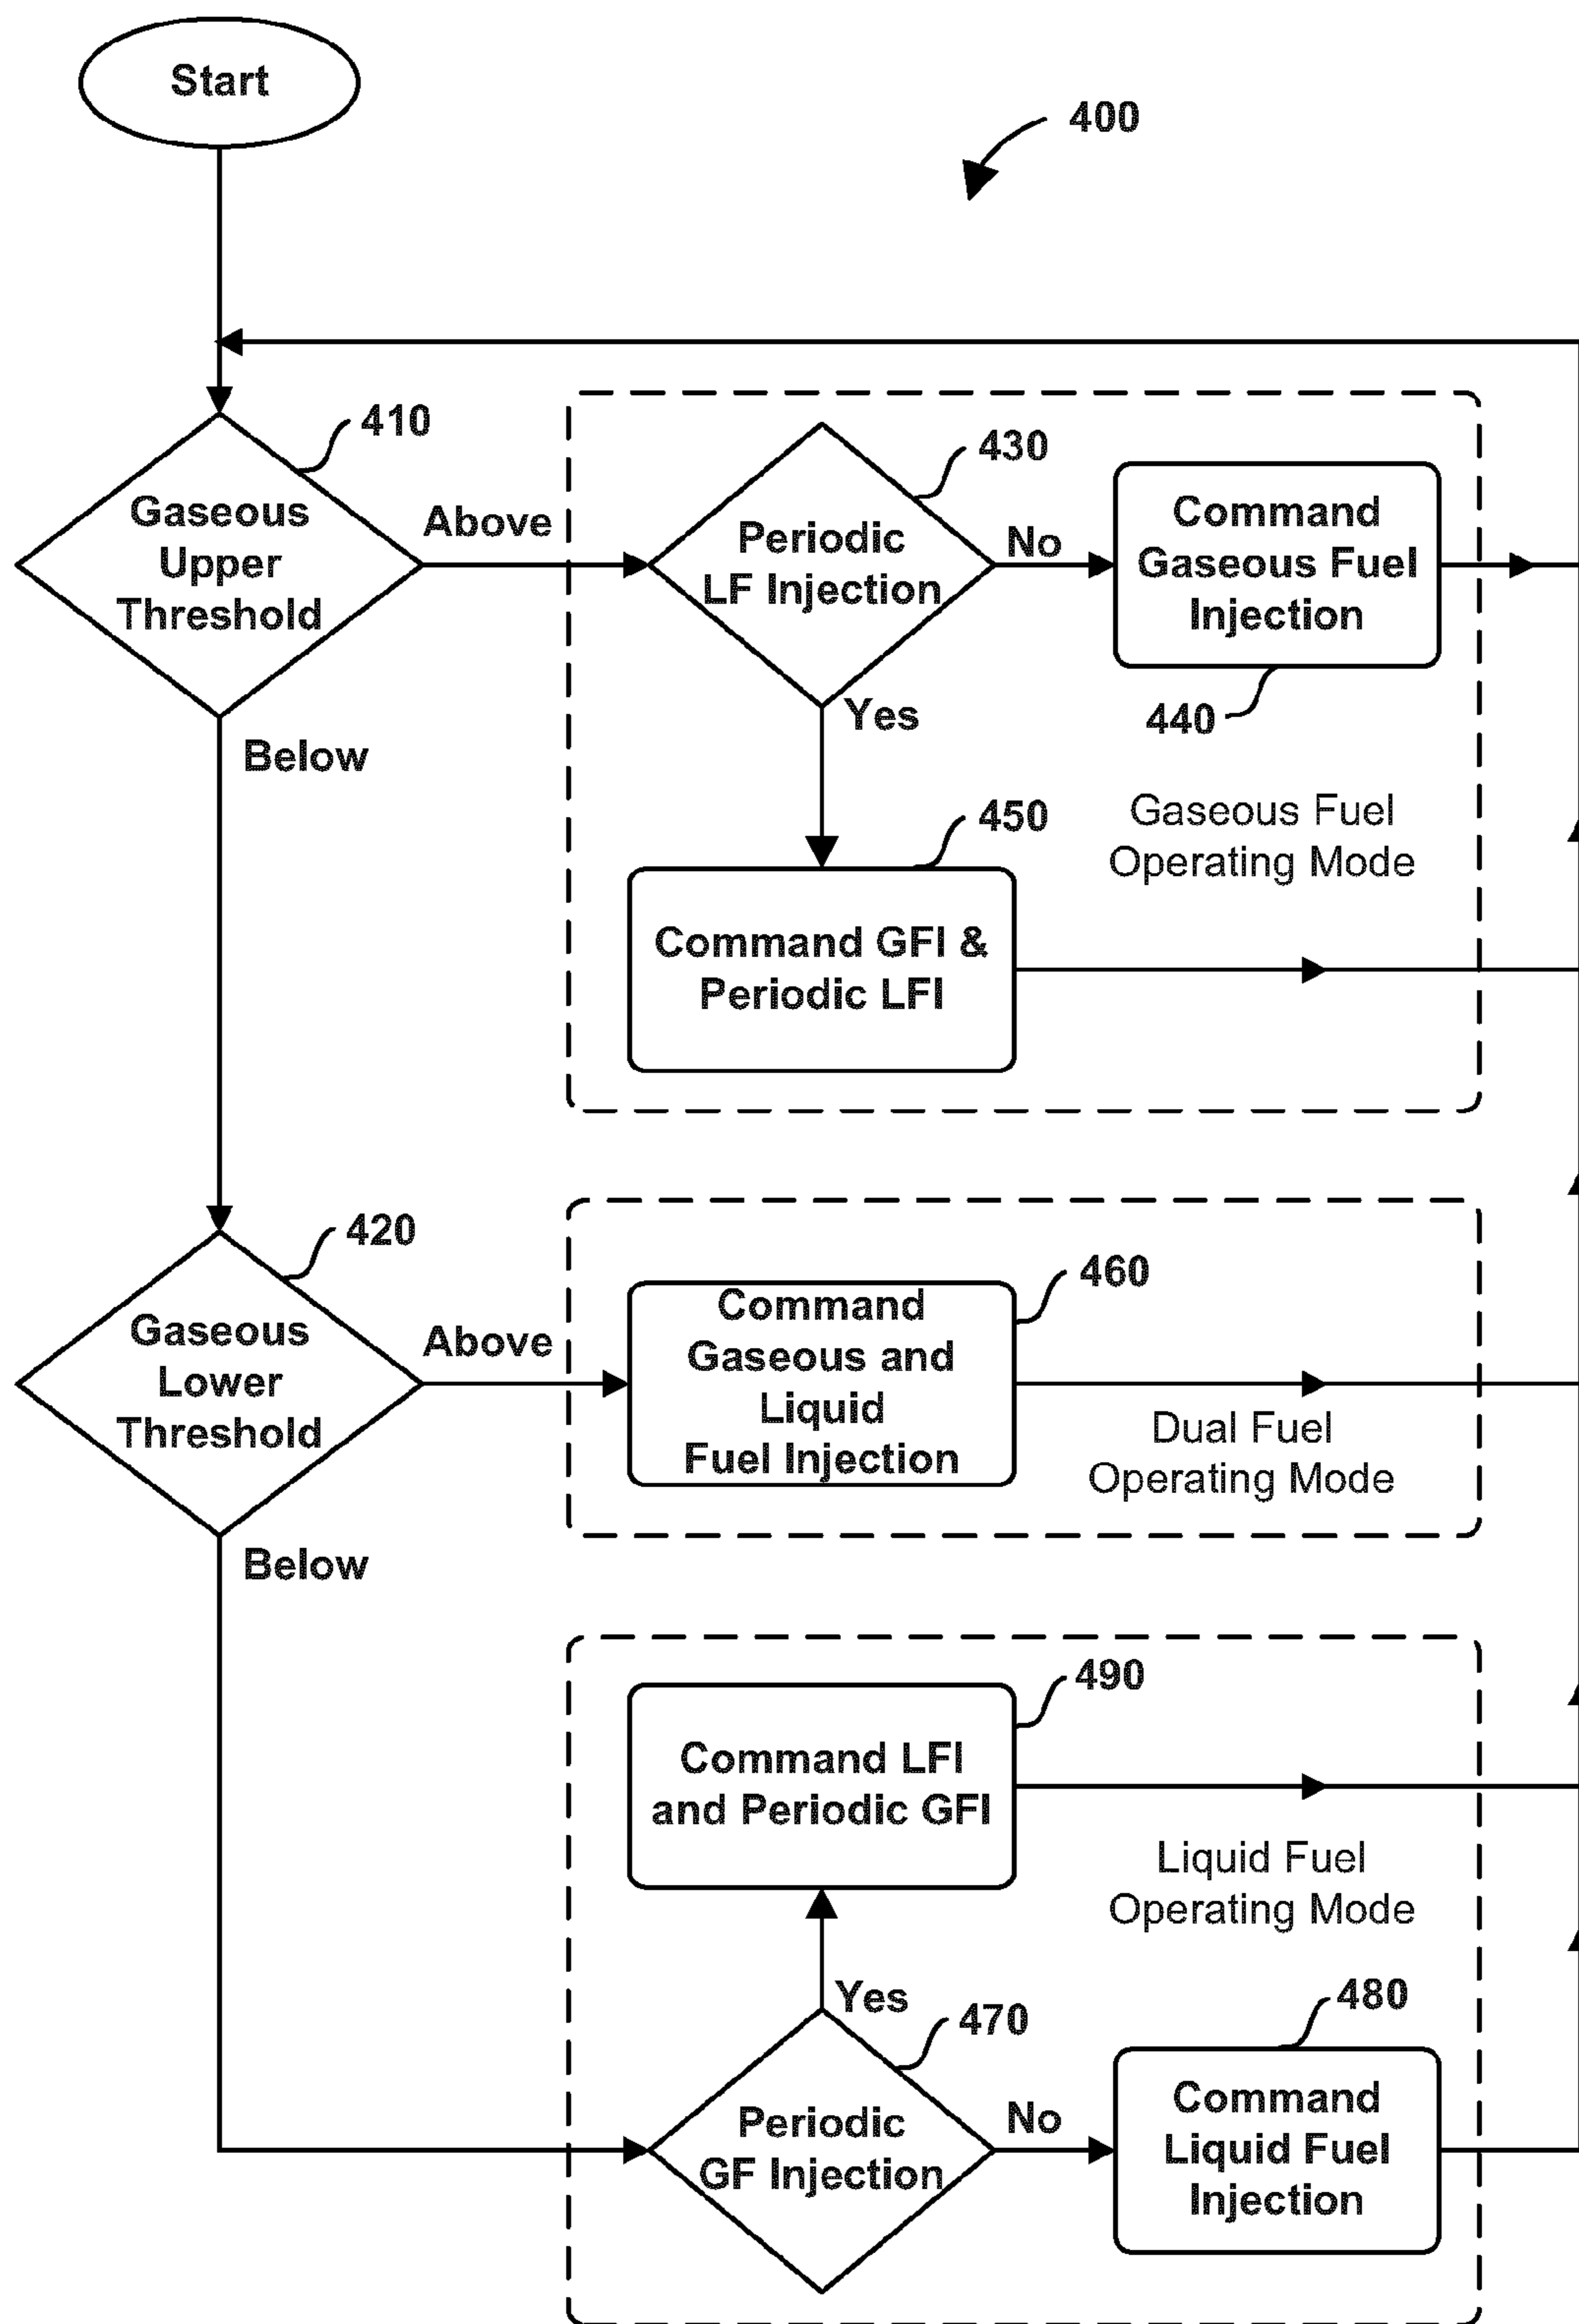 Start
400
410
Gaseous
Upper
Threshold
Above
Below
430
Periodic
LF Injection
No
Yes
Command
Gaseous Fuel
Injection
440
450
Command GFI &
Periodic LFI
Gaseous Fuel
Operating Mode
420
Gaseous
Lower
Threshold
Above
Below
460
Command
Gaseous and
Liquid
Fuel Injection
Dual Fuel
Operating Mode
490
Command LFI
and Periodic GFI
Liquid Fuel
Operating Mode
Yes
470
Periodic
GF Injection
No
480
Command
Liquid Fuel
Injection